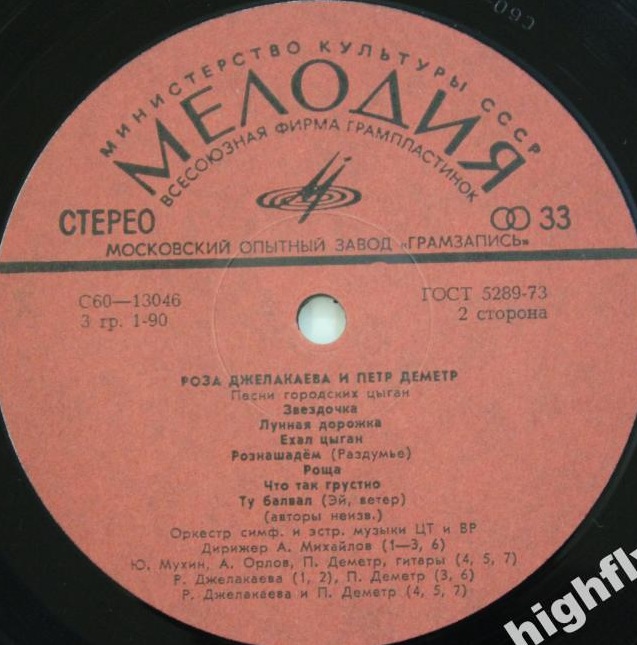 МИНИСТЕРСТВО КУЛЬТУРЫ СССР
МЕЛОДИЯ
ВСЕСОЮЗНАЯ ФИРМА ГРАМПЛАСТИНОК
СТЕРЕО
33
МОСКОВСКИЙ ОПЫТНЫЙ ЗАВОД «ГРАМЗАПИСЬ»
С60—13046
ГОСТ 5289-73
3 гр. 1-90
2 сторона
РОЗА ДЖЕЛАКАЕВА И ПЕТР ДЕМЕТР
Песни городских цыган
Звездочка
Лунная дорожка
Ехал цыган
Рознашадём (Раздумье)
Роща
Что так грустно
Ту балвал (Эй, ветер)
(авторы неизв.)
Оркестр симф. и эстр. музыки ЦТ и ВР
Дирижер А. Михайлов (1—3, 6)
Ю. Мухин, А. Орлов, П. Деметр, гитары (4, 5, 7)
Р. Джелакаева (1, 2), П. Деметр (3, 6)
Р. Джелакаева и П. Деметр (4, 5, 7)
highfly